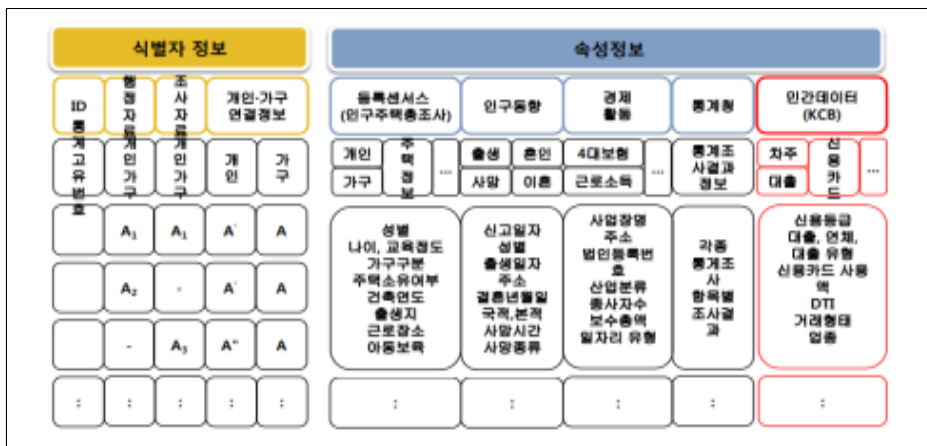 식별자 정보
속성정보
ID
통계고유번호
행정자료
개인가구
조사자료
개인가구
개인·가구
연결정보
개인
가구
등록센서스
(인구주택총조사)
인구동향
경제
활동
통계청
민간데이터
(KCB)
개인
가구
주택정보
...
출생
혼인
사망
이혼
4대보험
근로소득
...
통계조
사결과
정보
차주
대출
신용카드
...
A₁
A₁
A'
A
A₂
-
A'
A
-
A₃
A"
A
성별
나이, 교육정도
가구구분
주택소유여부
건축연도
출생지
근로장소
아동보육
신고일자
성별
출생일자
주소
결혼년월일
국적,본적
사망시간
사망종류
사업장명
주소
법인등록번
호
산업분류
종사자수
보수총액
일자리 유형
각종
통계조
사
항목별
조사결
과
신용등급
대출, 연체,
대출 유형
신용카드 사용
액
DTI
거래형태
업종
:
:
:
:
:
:
:
:
:
: